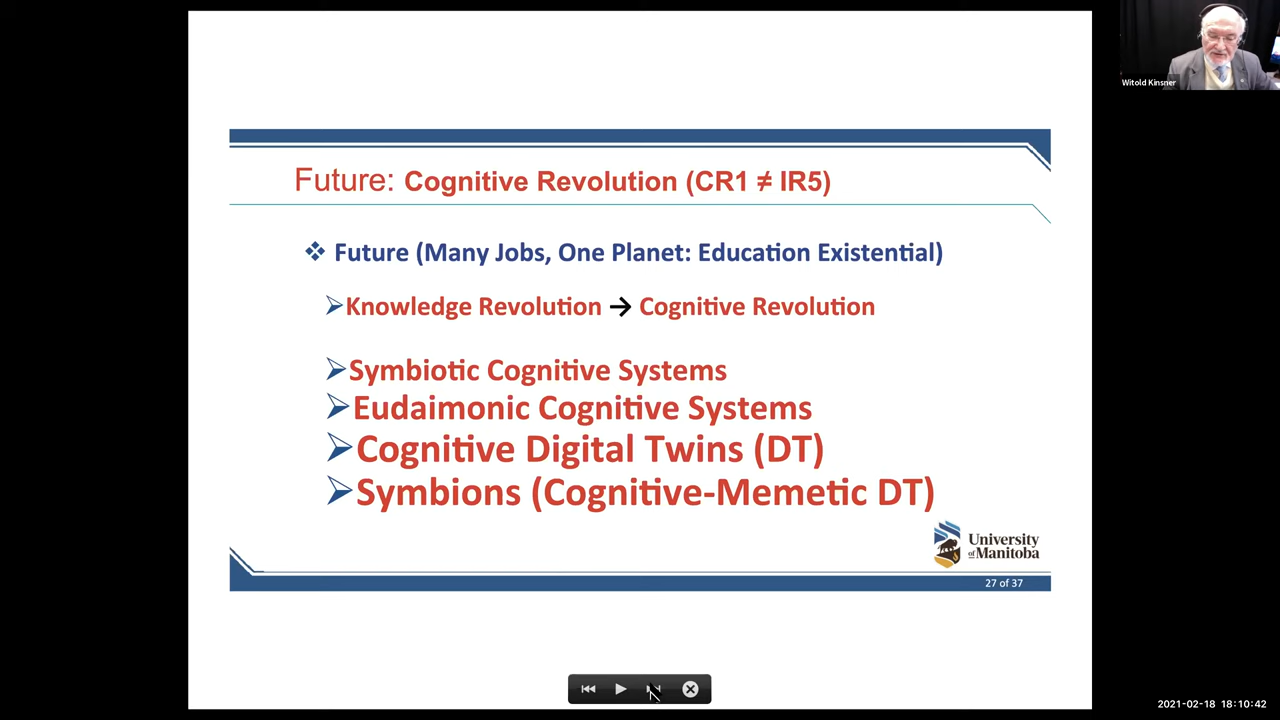 Witold Kinsner
Future: Cognitive Revolution (CR1 ≠ IR5)
❖ Future (Many Jobs, One Planet: Education Existential)
➢Knowledge Revolution → Cognitive Revolution
➢Symbiotic Cognitive Systems
➢Eudaimonic Cognitive Systems
➢Cognitive Digital Twins (DT)
➢Symbions (Cognitive-Memetic DT)
University
of Manitoba
27 of 37
2021-02-18 18:10:42